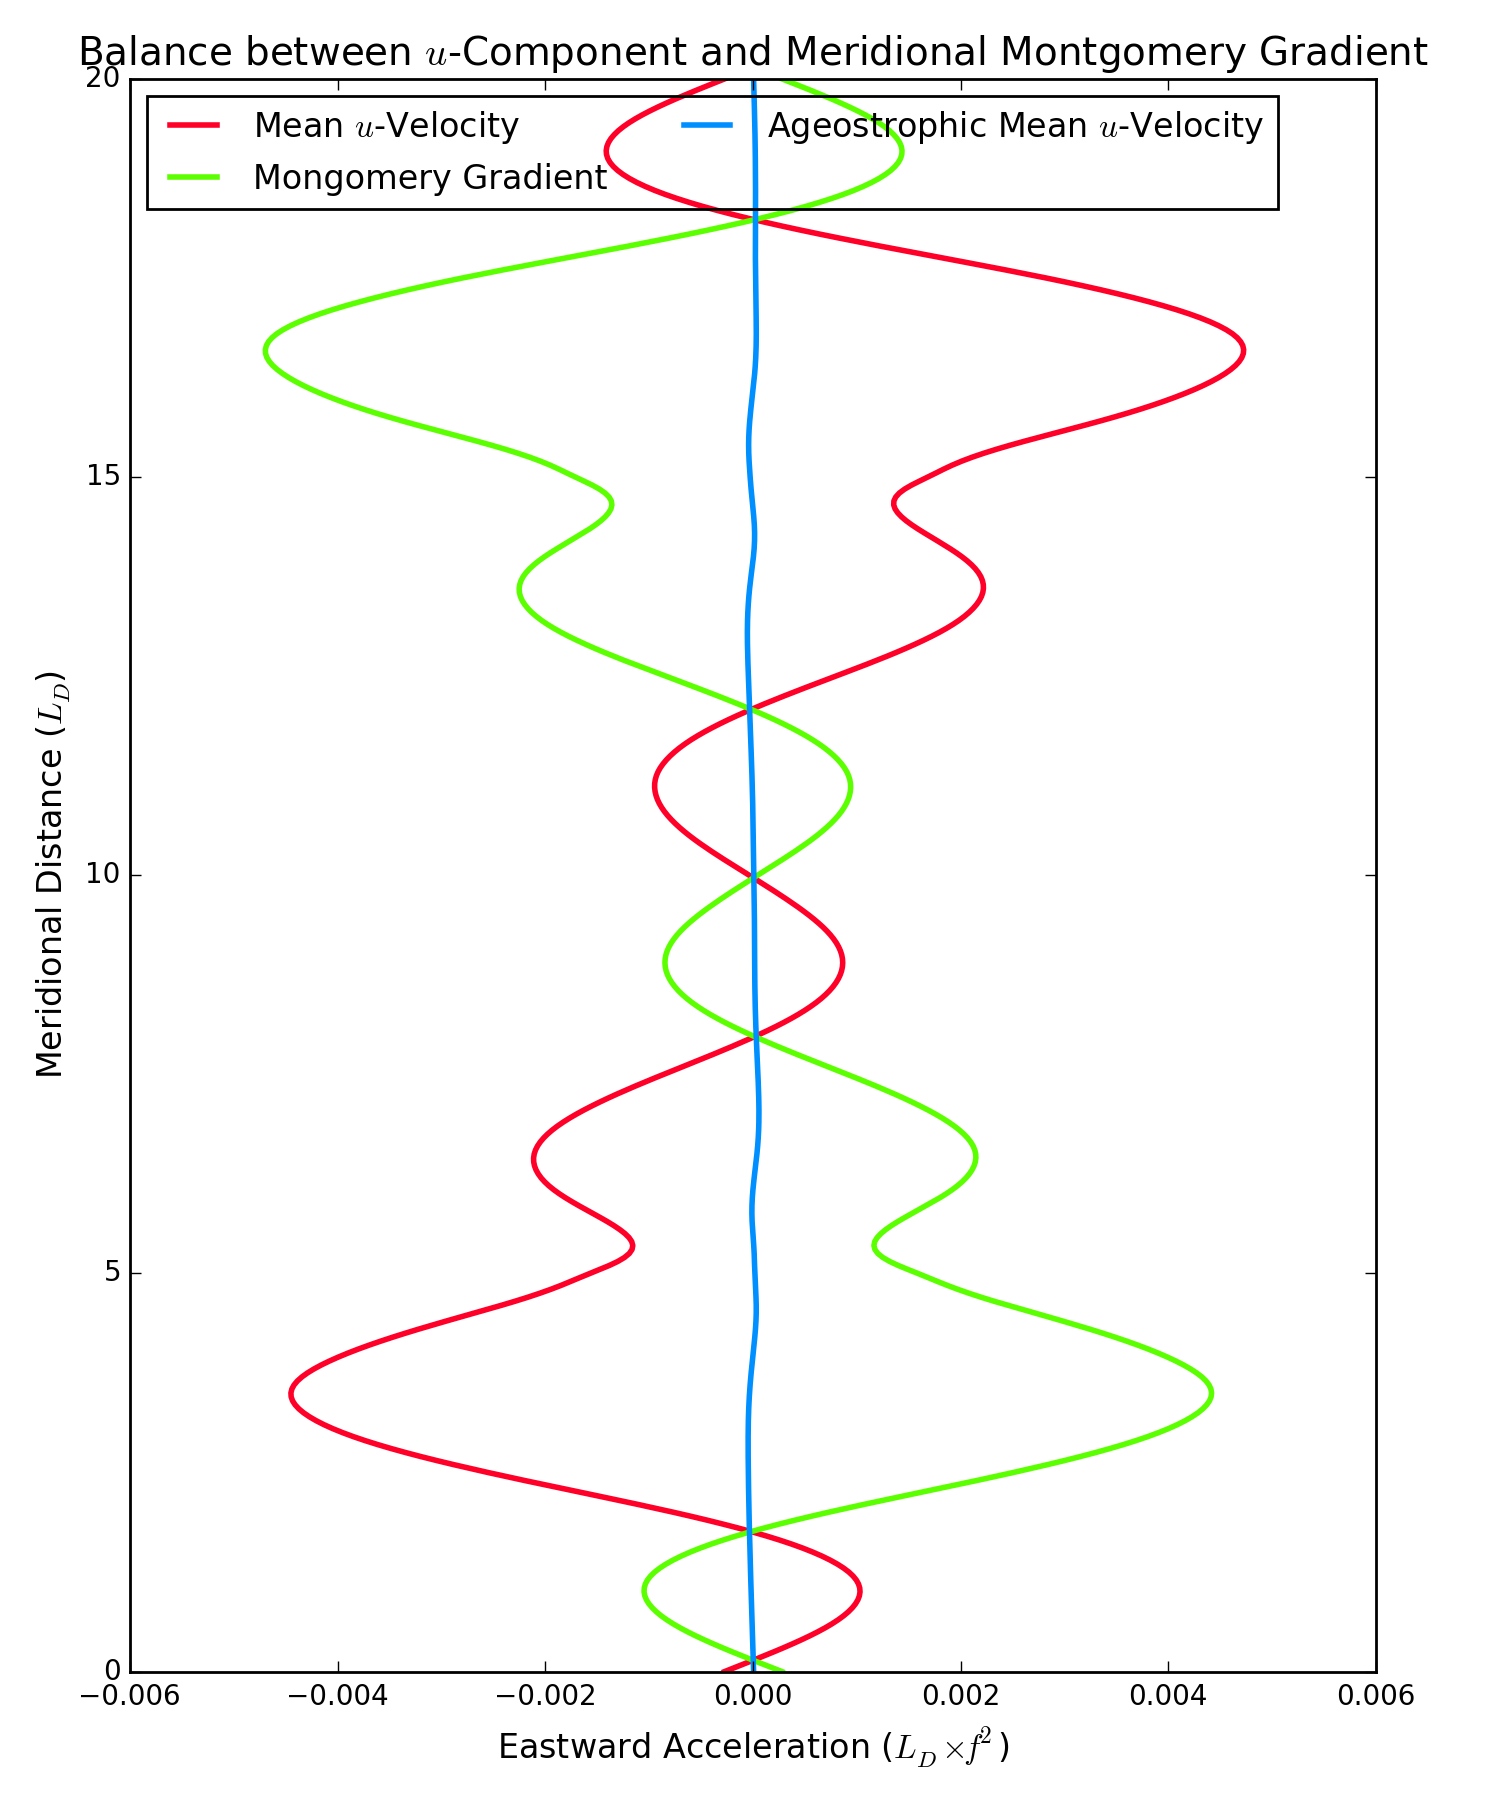 Balance between u-Component and Meridional Montgomery Gradient
20
Mean u-Velocity
Ageostrophic Mean u-Velocity
Mongomery Gradient
15
10
5
0
Meridional Distance (L_D)
−0.006 −0.004 −0.002 0.000 0.002 0.004 0.006
Eastward Acceleration (L_D×f²)